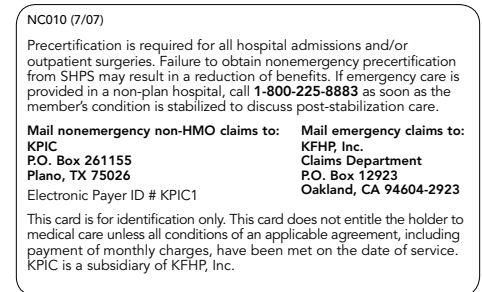 NC010 (7/07)
Precertification is required for all hospital admissions and/or
outpatient surgeries. Failure to obtain nonemergency precertification
from SHPS may result in a reduction of benefits. If emergency care is
provided in a non-plan hospital, call 1-800-225-8883 as soon as the
member's condition is stabilized to discuss post-stabilization care.
Mail nonemergency non-HMO claims to:
KPIC
P.O. Box 261155
Plano, TX 75026
Electronic Payer ID # KPIC1
Mail emergency claims to:
KFHP, Inc.
Claims Department
P.O. Box 12923
Oakland, CA 94604-2923
This card is for identification only. This card does not entitle the holder to
medical care unless all conditions of an applicable agreement, including
payment of monthly charges, have been met on the date of service.
KPIC is a subsidiary of KFHP, Inc.